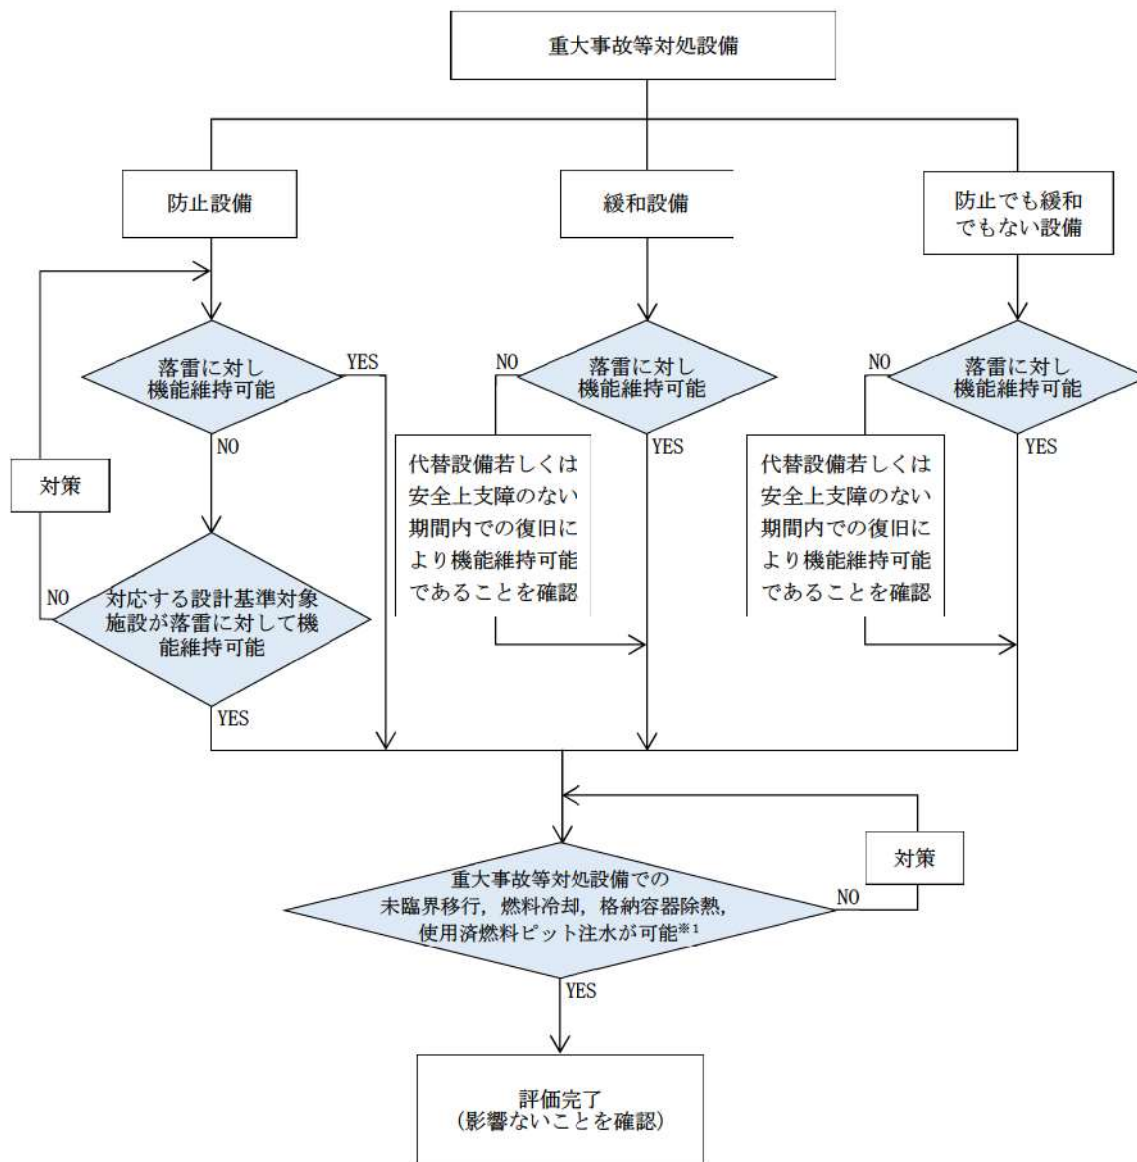 重大事故等対処設備
防止設備
緩和設備
防止でも緩和
でもない設備
落雷に対し
機能維持可能
YES
NO
落雷に対し
機能維持可能
NO
YES
落雷に対し
機能維持可能
NO
YES
対策
代替設備若しくは
安全上支障のない
期間内での復旧に
より機能維持可能
であることを確認
代替設備若しくは
安全上支障のない
期間内での復旧に
より機能維持可能
であることを確認
NO
対応する設計基準対象
施設が落雷に対して機
能維持可能
YES
対策
重大事故等対処設備での
未臨界移行，燃料冷却，格納容器除熱，
使用済燃料ピット注水が可能※1
NO
YES
評価完了
(影響ないことを確認)